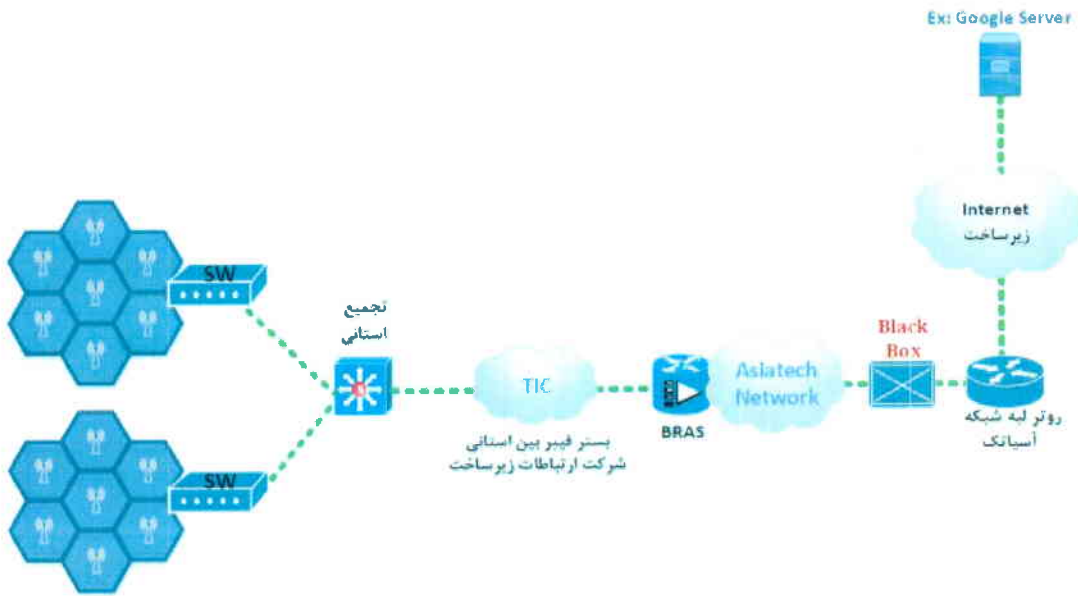 Ex: Google Server
Internet
زیرساخت
SW
تجمیع
استانی
Black
Box
TIC
Asiatech
Network
BRAS
روتر لبه شبکه
آسیاتک
بستر فیبر بین استانی
شرکت ارتباطات زیرساخت
SW